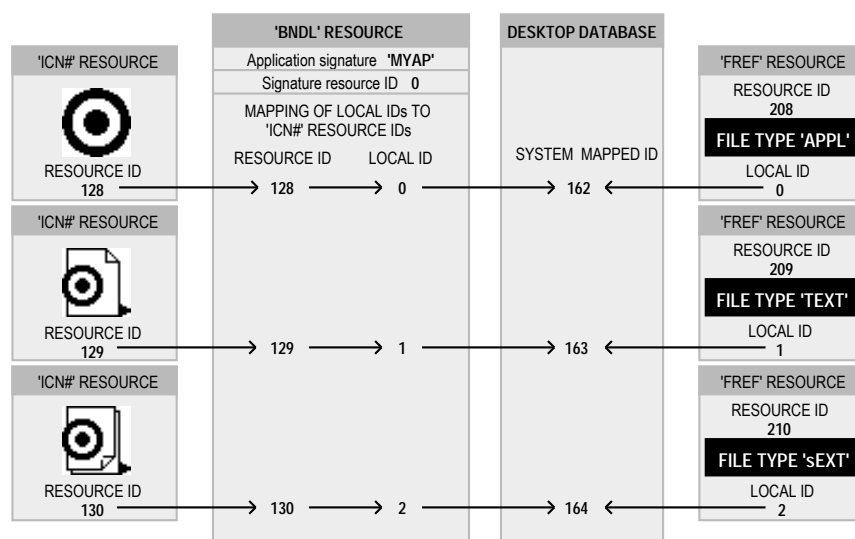 'BNDL' RESOURCE
DESKTOP DATABASE
'ICN#' RESOURCE
Application signature 'MYAP'
'FREF' RESOURCE
Signature resource ID 0
RESOURCE ID
208
MAPPING OF LOCAL IDs TO
'ICN#' RESOURCE IDs
FILE TYPE 'APPL'
RESOURCE ID LOCAL ID
SYSTEM MAPPED ID
RESOURCE ID
128
128 0
162
LOCAL ID
0
'ICN#' RESOURCE
'FREF' RESOURCE
RESOURCE ID
209
FILE TYPE 'TEXT'
RESOURCE ID
129
129 1
163
LOCAL ID
1
'ICN#' RESOURCE
'FREF' RESOURCE
RESOURCE ID
210
FILE TYPE 'sEXT'
RESOURCE ID
130
130 2
164
LOCAL ID
2